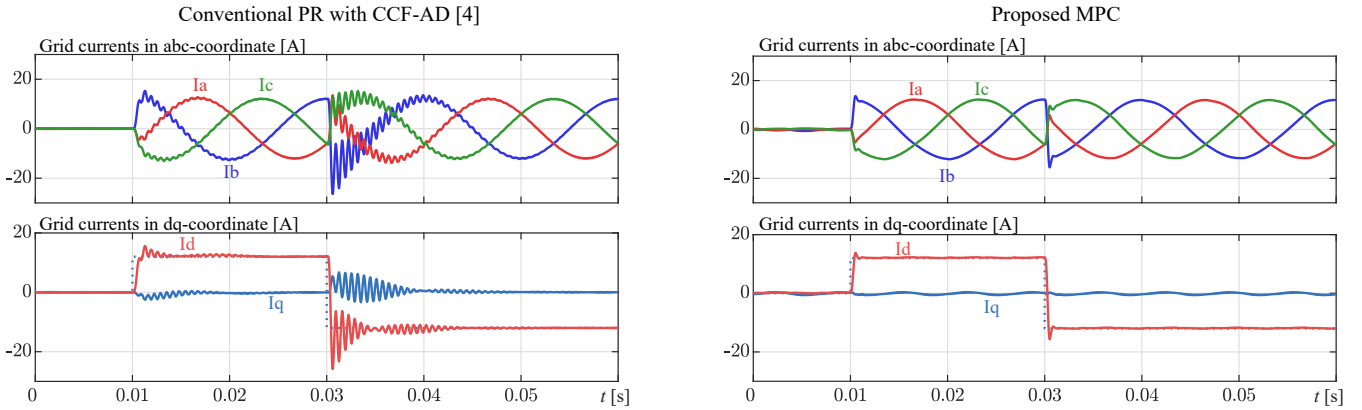 Conventional PR with CCF-AD [4]
Grid currents in abc-coordinate [A]
20
0
-20
Ia
Ic
Ib
Grid currents in dq-coordinate [A]
20
0
-20
Id
Iq
0
0.01
0.02
0.03
0.04
0.05
t [s]
Proposed MPC
Grid currents in abc-coordinate [A]
20
0
-20
Ia
Ic
Ib
Grid currents in dq-coordinate [A]
20
0
-20
Id
Iq
0
0.01
0.02
0.03
0.04
0.05
t [s]